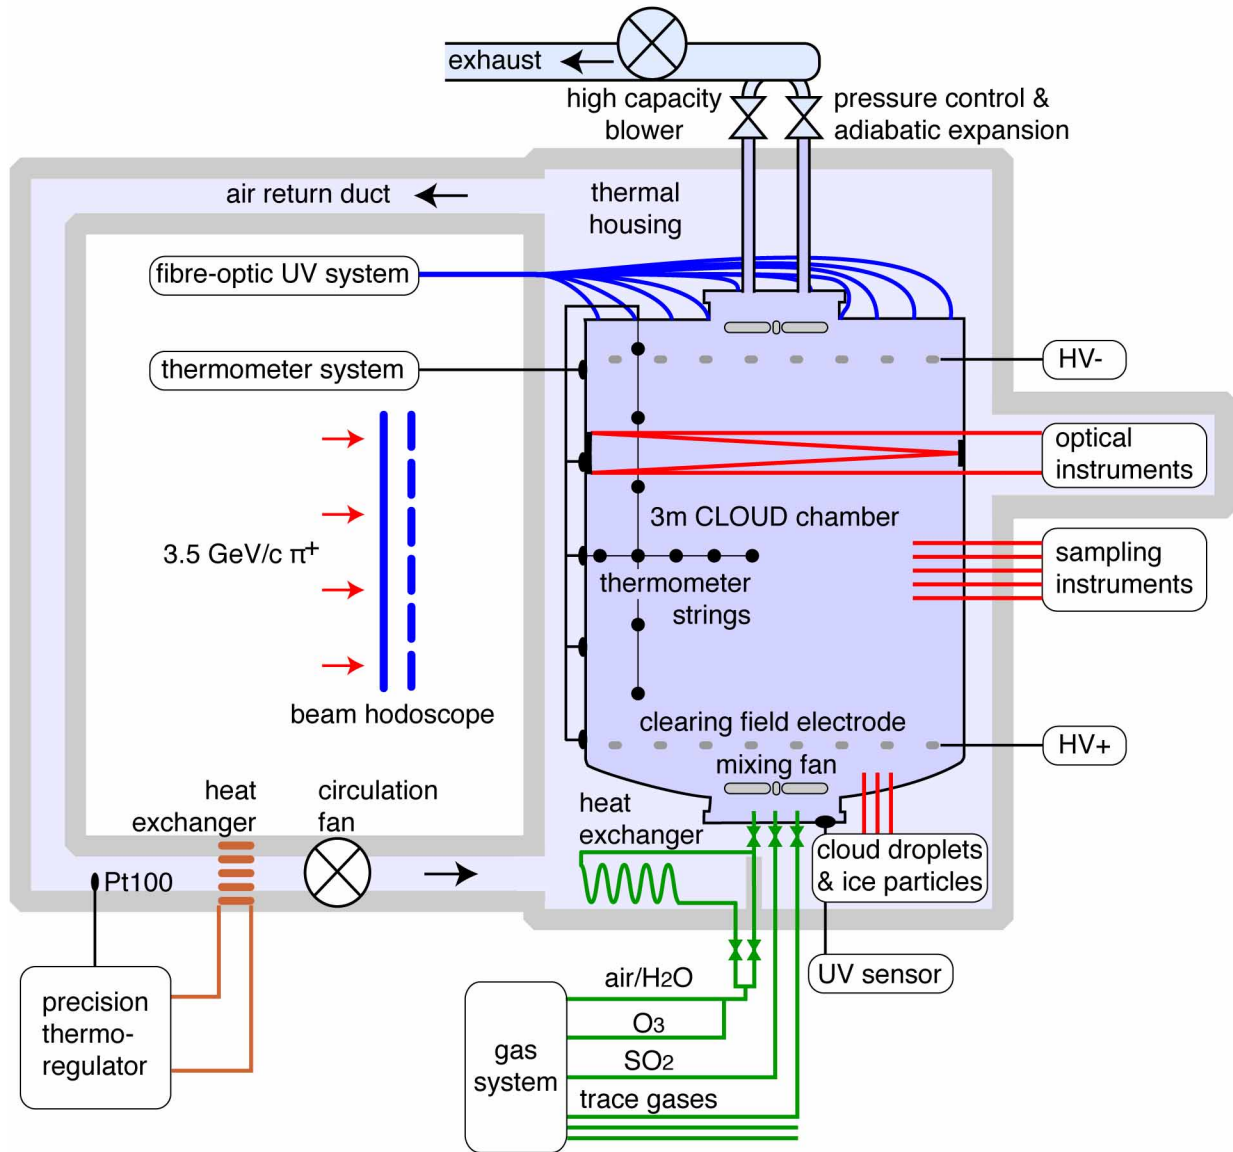 exhaust
high capacity
blower
pressure control &
adiabatic expansion
air return duct
thermal
housing
fibre-optic UV system
thermometer system
HV-
optical
instruments
3m CLOUD chamber
3.5 GeV/c π+
sampling
instruments
thermometer
strings
beam hodoscope
clearing field electrode
HV+
mixing fan
heat
exchanger
circulation
fan
heat
exchanger
cloud droplets
& ice particles
Pt100
UV sensor
precision
thermo-
regulator
air/H2O
O3
gas
system
SO2
trace gases